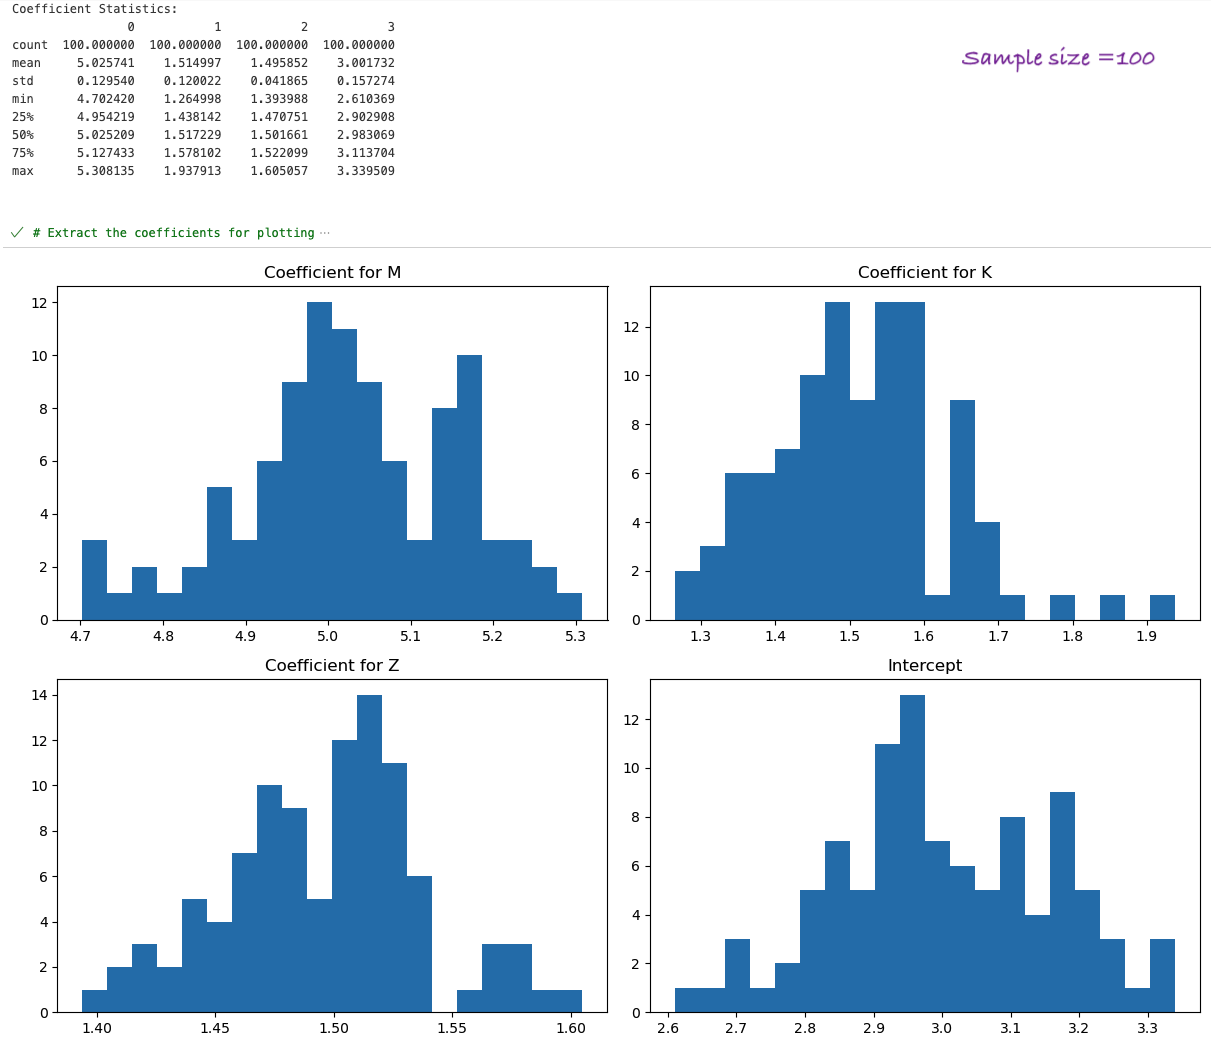 Coefficient Statistics:
0 1 2 3
count 100.000000 100.000000 100.000000 100.000000
mean 5.025741 1.514997 1.495852 3.001732
std 0.129540 0.120022 0.041865 0.157274
min 4.702420 1.264998 1.393988 2.610369
25% 4.954219 1.438142 1.470751 2.902908
50% 5.025209 1.517229 1.501661 2.983069
75% 5.127433 1.578102 1.522099 3.113704
max 5.308135 1.937913 1.605057 3.339509
Sample size =100
# Extract the coefficients for plotting ...
Coefficient for M
12
10
8
6
4
2
0
4.7 4.8 4.9 5.0 5.1 5.2 5.3
Coefficient for K
12
10
8
6
4
2
0
1.3 1.4 1.5 1.6 1.7 1.8 1.9
Coefficient for Z
14
12
10
8
6
4
2
0
1.40 1.45 1.50 1.55 1.60
Intercept
12
10
8
6
4
2
0
2.6 2.7 2.8 2.9 3.0 3.1 3.2 3.3